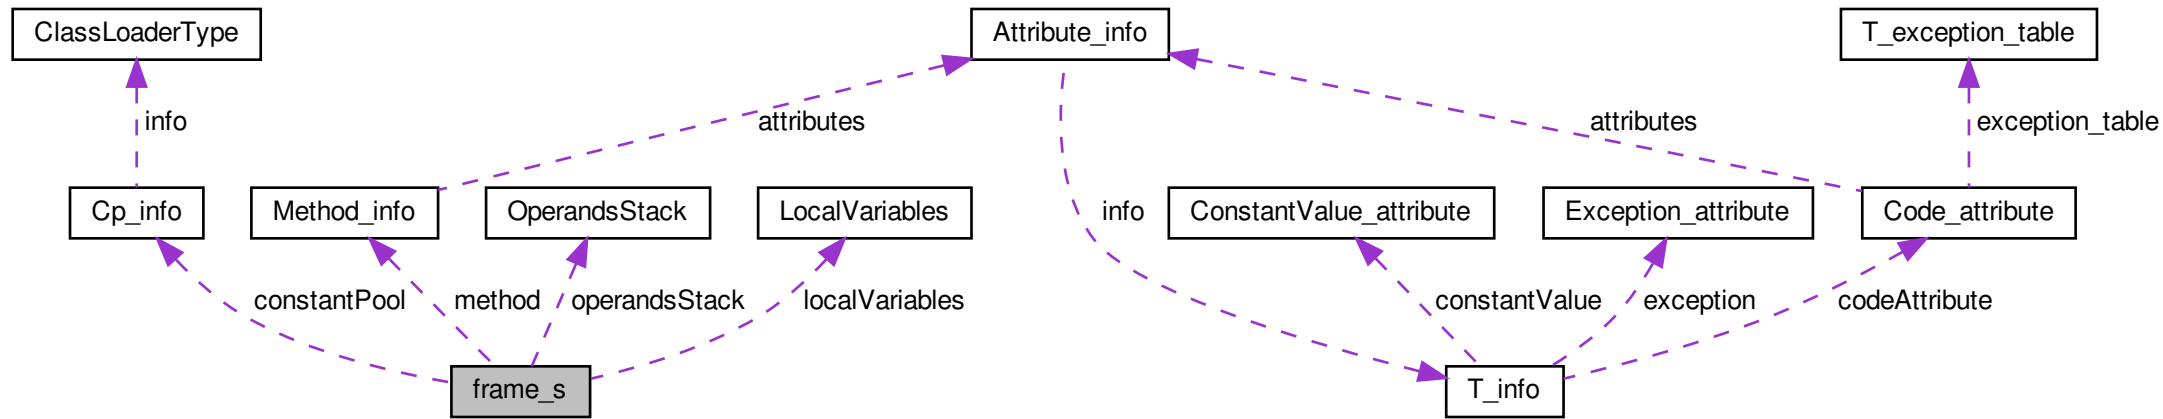 ClassLoaderType
Attribute_info
T_exception_table
info
attributes
attributes
exception_table
Cp_info
Method_info
OperandsStack
LocalVariables
info
ConstantValue_attribute
Exception_attribute
Code_attribute
constantPool
method
operandsStack
localVariables
constantValue
exception
codeAttribute
frame_s
T_info